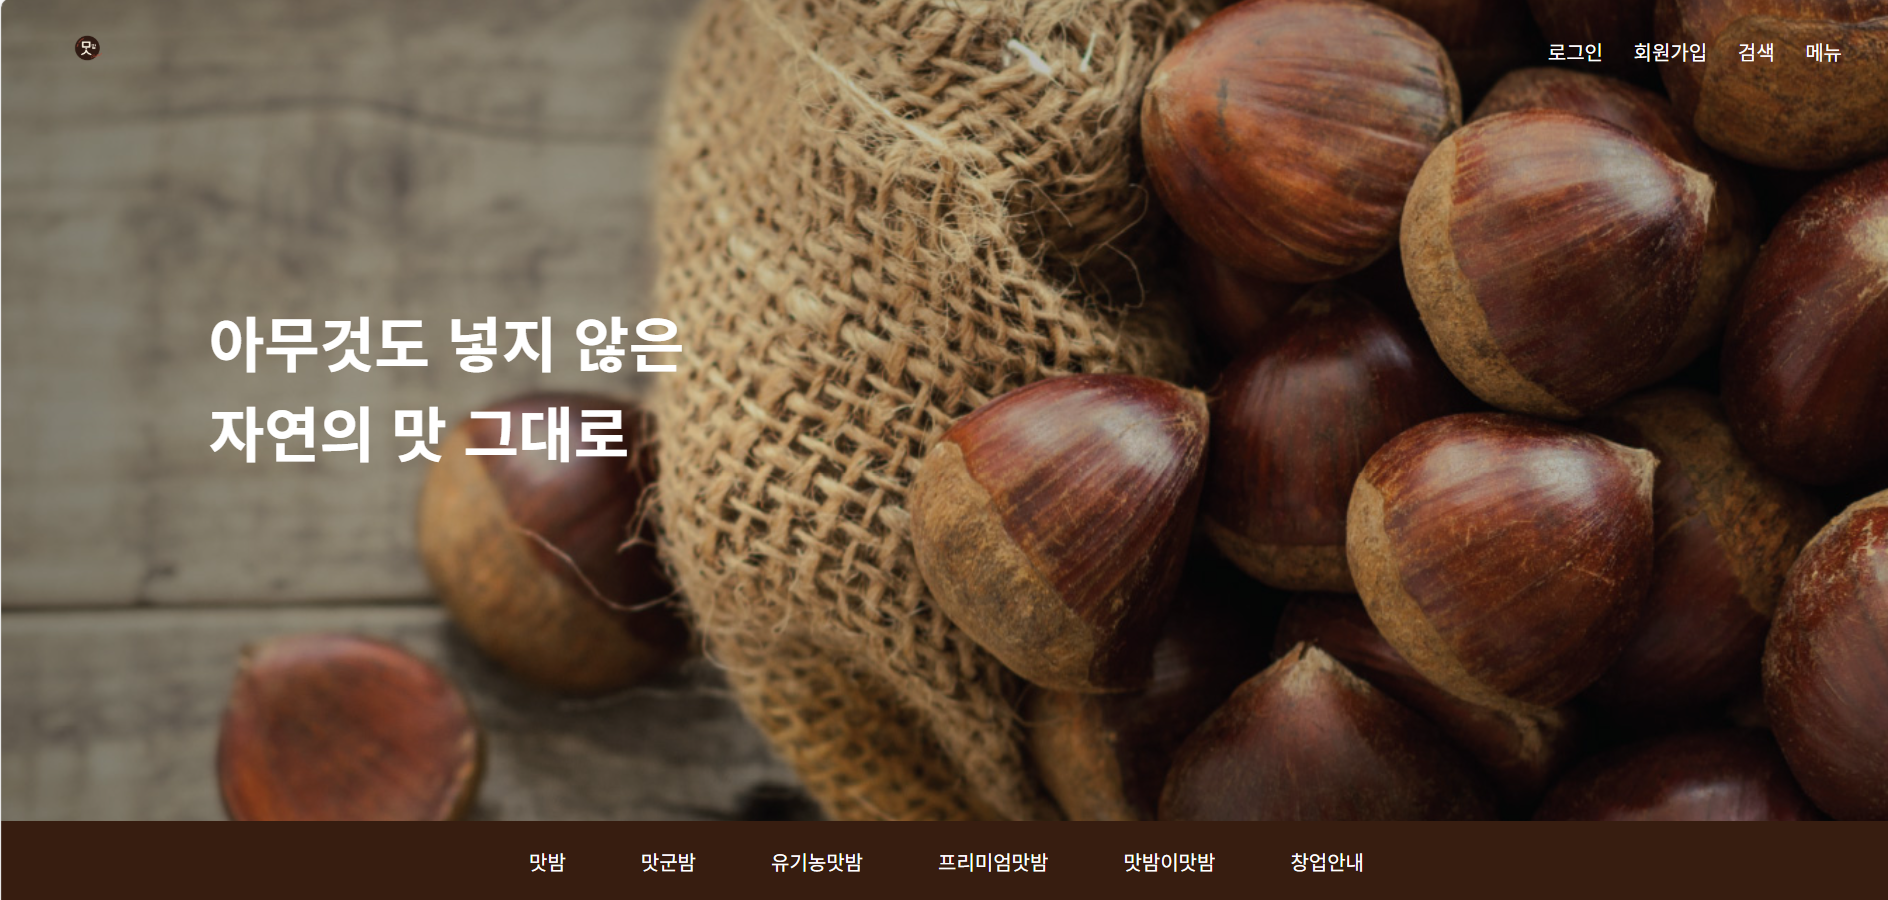 맛밤
로그인 회원가입 검색 메뉴
아무것도 넣지 않은
자연의 맛 그대로
맛밤 맛군밤 유기농맛밤 프리미엄맛밤 맛밤이맛밤 창업안내